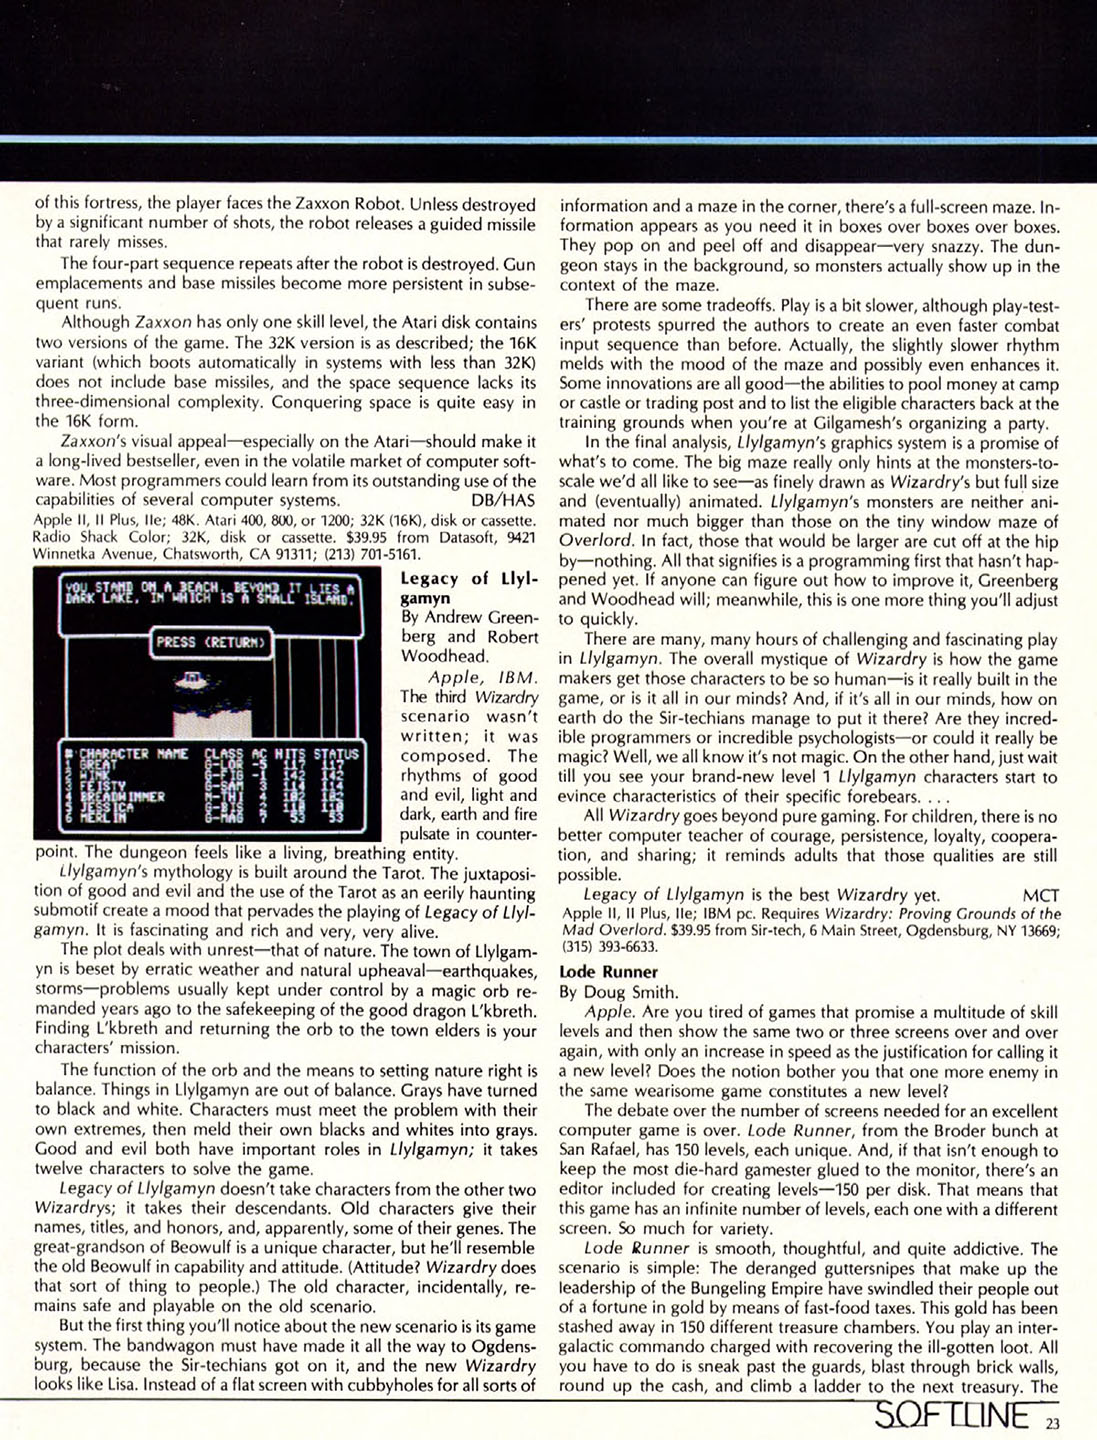 of this fortress, the player faces the Zaxxon Robot. Unless destroyed
by a significant number of shots, the robot releases a guided missile
that rarely misses.
The four-part sequence repeats after the robot is destroyed. Gun
emplacements and base missiles become more persistent in subse-
quent runs.
Although Zaxxon has only one skill level, the Atari disk contains
two versions of the game. The 32K version is as described; the 16K
variant (which boots automatically in systems with less than 32K)
does not include base missiles, and the space sequence lacks its
three-dimensional complexity. Conquering space is quite easy in
the 16K form.
Zaxxon's visual appeal—especially on the Atari—should make it
a long-lived bestseller, even in the volatile market of computer soft-
ware. Most programmers could learn from its outstanding use of the
capabilities of several computer systems. DB/HAS
Apple II, II Plus, IIe; 48K. Atari 400, 800, or 1200; 32K (16K), disk or cassette.
Radio Shack Color; 32K, disk or cassette. $39.95 from Datasoft, 9421
Winnetka Avenue, Chatsworth, CA 91311; (213) 701-5161.
YOU STAND ON A BEACH. BEYOND IT LIES A
DARK LAKE, IN WHICH IS A SMALL ISLAND.
PRESS (RETURN)
# CHARACTER NAME CLASS AC HITS STATUS
1 GREAT G-LOR -5 117 117
2 WINK G-FIG -1 142 142
3 FEISTY G-SAM 3 114 114
4 BREADWIMMER N-THI 4 102 102
5 JESSICA G-BIS 2 110 110
6 MERLIN G-MAG 7 53 53
Legacy of Llyl-
gamyn
By Andrew Green-
berg and Robert
Woodhead.
Apple, IBM.
The third Wizardry
scenario wasn't
written; it was
composed. The
rhythms of good
and evil, light and
dark, earth and fire
pulsate in counter-
point. The dungeon feels like a living, breathing entity.
Llylgamyn's mythology is built around the Tarot. The juxtaposi-
tion of good and evil and the use of the Tarot as an eerily haunting
submotif create a mood that pervades the playing of Legacy of Llyl-
gamyn. It is fascinating and rich and very, very alive.
The plot deals with unrest—that of nature. The town of Llylgam-
yn is beset by erratic weather and natural upheaval—earthquakes,
storms—problems usually kept under control by a magic orb re-
manded years ago to the safekeeping of the good dragon L'kbreth.
Finding L'kbreth and returning the orb to the town elders is your
characters' mission.
The function of the orb and the means to setting nature right is
balance. Things in Llylgamyn are out of balance. Grays have turned
to black and white. Characters must meet the problem with their
own extremes, then meld their own blacks and whites into grays.
Good and evil both have important roles in Llylgamyn; it takes
twelve characters to solve the game.
Legacy of Llylgamyn doesn't take characters from the other two
Wizardrys; it takes their descendants. Old characters give their
names, titles, and honors, and, apparently, some of their genes. The
great-grandson of Beowulf is a unique character, but he'll resemble
the old Beowulf in capability and attitude. (Attitude? Wizardry does
that sort of thing to people.) The old character, incidentally, re-
mains safe and playable on the old scenario.
But the first thing you'll notice about the new scenario is its game
system. The bandwagon must have made it all the way to Ogdens-
burg, because the Sir-techians got on it, and the new Wizardry
looks like Lisa. Instead of a flat screen with cubbyholes for all sorts of
information and a maze in the corner, there's a full-screen maze. In-
formation appears as you need it in boxes over boxes over boxes.
They pop on and peel off and disappear—very snazzy. The dun-
geon stays in the background, so monsters actually show up in the
context of the maze.
There are some tradeoffs. Play is a bit slower, although play-test-
ers' protests spurred the authors to create an even faster combat
input sequence than before. Actually, the slightly slower rhythm
melds with the mood of the maze and possibly even enhances it.
Some innovations are all good—the abilities to pool money at camp
or castle or trading post and to list the eligible characters back at the
training grounds when you're at Gilgamesh's organizing a party.
In the final analysis, Llylgamyn's graphics system is a promise of
what's to come. The big maze really only hints at the monsters-to-
scale we'd all like to see—as finely drawn as Wizardry's but full size
and (eventually) animated. Llylgamyn's monsters are neither ani-
mated nor much bigger than those on the tiny window maze of
Overlord. In fact, those that would be larger are cut off at the hip
by—nothing. All that signifies is a programming first that hasn't hap-
pened yet. If anyone can figure out how to improve it, Greenberg
and Woodhead will; meanwhile, this is one more thing you'll adjust
to quickly.
There are many, many hours of challenging and fascinating play
in Llylgamyn. The overall mystique of Wizardry is how the game
makers get those characters to be so human—is it really built in the
game, or is it all in our minds? And, if it's all in our minds, how on
earth do the Sir-techians manage to put it there? Are they incred-
ible programmers or incredible psychologists—or could it really be
magic? Well, we all know it's not magic. On the other hand, just wait
till you see your brand-new level 1 Llylgamyn characters start to
evince characteristics of their specific forebears. . . .
All Wizardry goes beyond pure gaming. For children, there is no
better computer teacher of courage, persistence, loyalty, coopera-
tion, and sharing; it reminds adults that those qualities are still
possible.
Legacy of Llylgamyn is the best Wizardry yet. MCT
Apple II, II Plus, IIe; IBM pc. Requires Wizardry: Proving Grounds of the
Mad Overlord. $39.95 from Sir-tech, 6 Main Street, Ogdensburg, NY 13669;
(315) 393-6633.
Lode Runner
By Doug Smith.
Apple. Are you tired of games that promise a multitude of skill
levels and then show the same two or three screens over and over
again, with only an increase in speed as the justification for calling it
a new level? Does the notion bother you that one more enemy in
the same wearisome game constitutes a new level?
The debate over the number of screens needed for an excellent
computer game is over. Lode Runner, from the Broder bunch at
San Rafael, has 150 levels, each unique. And, if that isn't enough to
keep the most die-hard gamester glued to the monitor, there's an
editor included for creating levels—150 per disk. That means that
this game has an infinite number of levels, each one with a different
screen. So much for variety.
Lode Runner is smooth, thoughtful, and quite addictive. The
scenario is simple: The deranged guttersnipes that make up the
leadership of the Bungeling Empire have swindled their people out
of a fortune in gold by means of fast-food taxes. This gold has been
stashed away in 150 different treasure chambers. You play an inter-
galactic commando charged with recovering the ill-gotten loot. All
you have to do is sneak past the guards, blast through brick walls,
round up the cash, and climb a ladder to the next treasury. The
SOFTLINE 23